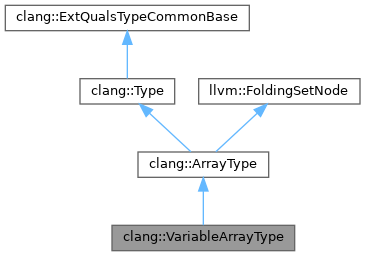 clang::ExtQualsTypeCommonBase
clang::Type
llvm::FoldingSetNode
clang::ArrayType
clang::VariableArrayType